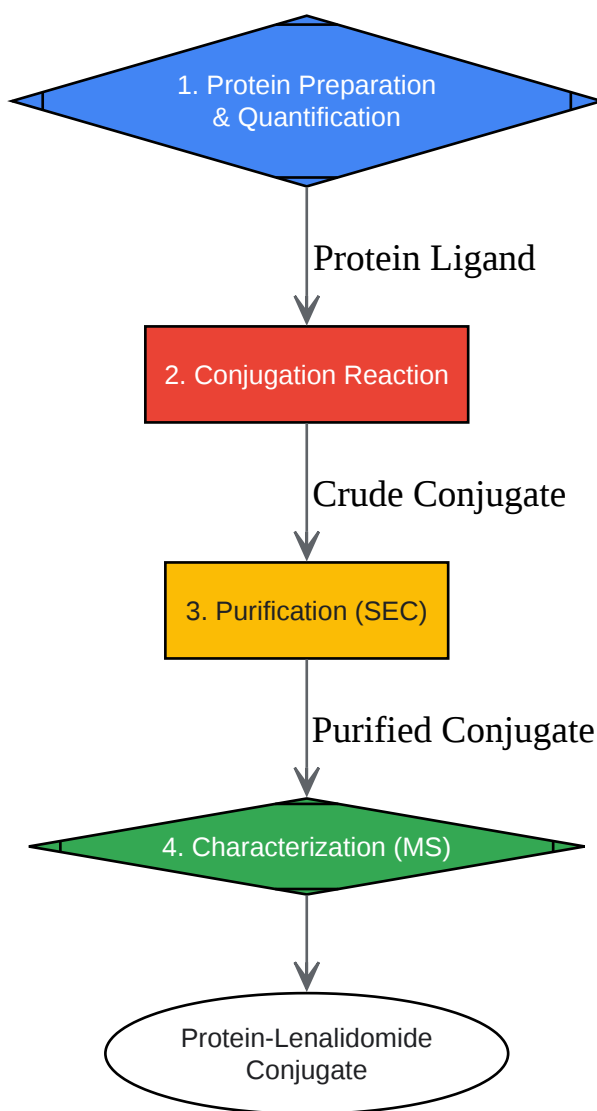 1. Protein Preparation
& Quantification
Protein Ligand
2. Conjugation Reaction
Crude Conjugate
3. Purification (SEC)
Purified Conjugate
4. Characterization (MS)
Protein-Lenalidomide
Conjugate